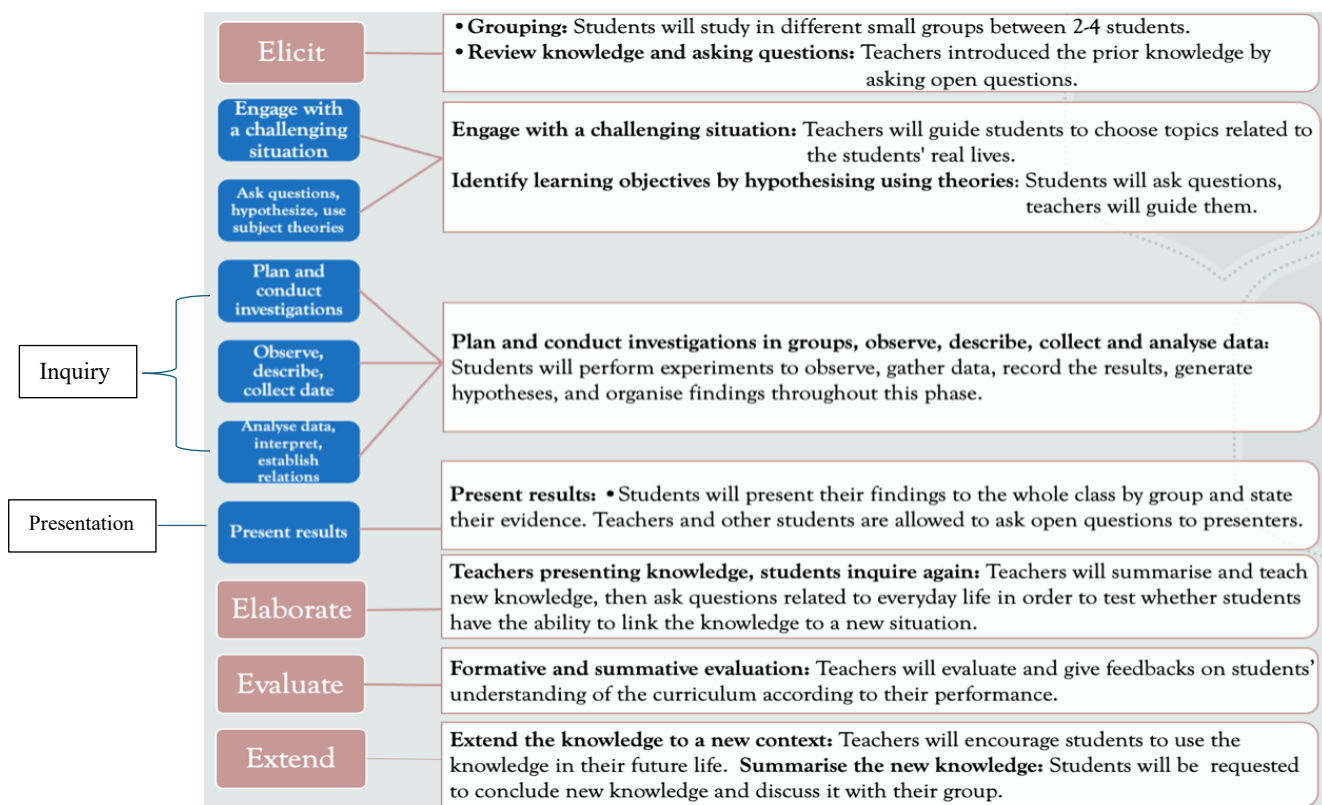 Elicit
• Grouping: Students will study in different small groups between 2-4 students.
• Review knowledge and asking questions: Teachers introduced the prior knowledge by
asking open questions.
Engage with
a challenging
situation
Engage with a challenging situation: Teachers will guide students to choose topics related to
the students' real lives.
Identify learning objectives by hypothesising using theories: Students will ask questions,
teachers will guide them.
Ask questions,
hypothesize, use
subject theories
Inquiry
Plan and
conduct
investigations
Observe,
describe,
collect date
Analyse data,
interpret,
establish
relations
Plan and conduct investigations in groups, observe, describe, collect and analyse data:
Students will perform experiments to observe, gather data, record the results, generate
hypotheses, and organise findings throughout this phase.
Presentation
Present results
Present results: • Students will present their findings to the whole class by group and state
their evidence. Teachers and other students are allowed to ask open questions to presenters.
Elaborate
Teachers presenting knowledge, students inquire again: Teachers will summarise and teach
new knowledge, then ask questions related to everyday life in order to test whether students
have the ability to link the knowledge to a new situation.
Evaluate
Formative and summative evaluation: Teachers will evaluate and give feedbacks on students’
understanding of the curriculum according to their performance.
Extend
Extend the knowledge to a new context: Teachers will encourage students to use the
knowledge in their future life. Summarise the new knowledge: Students will be requested
to conclude new knowledge and discuss it with their group.